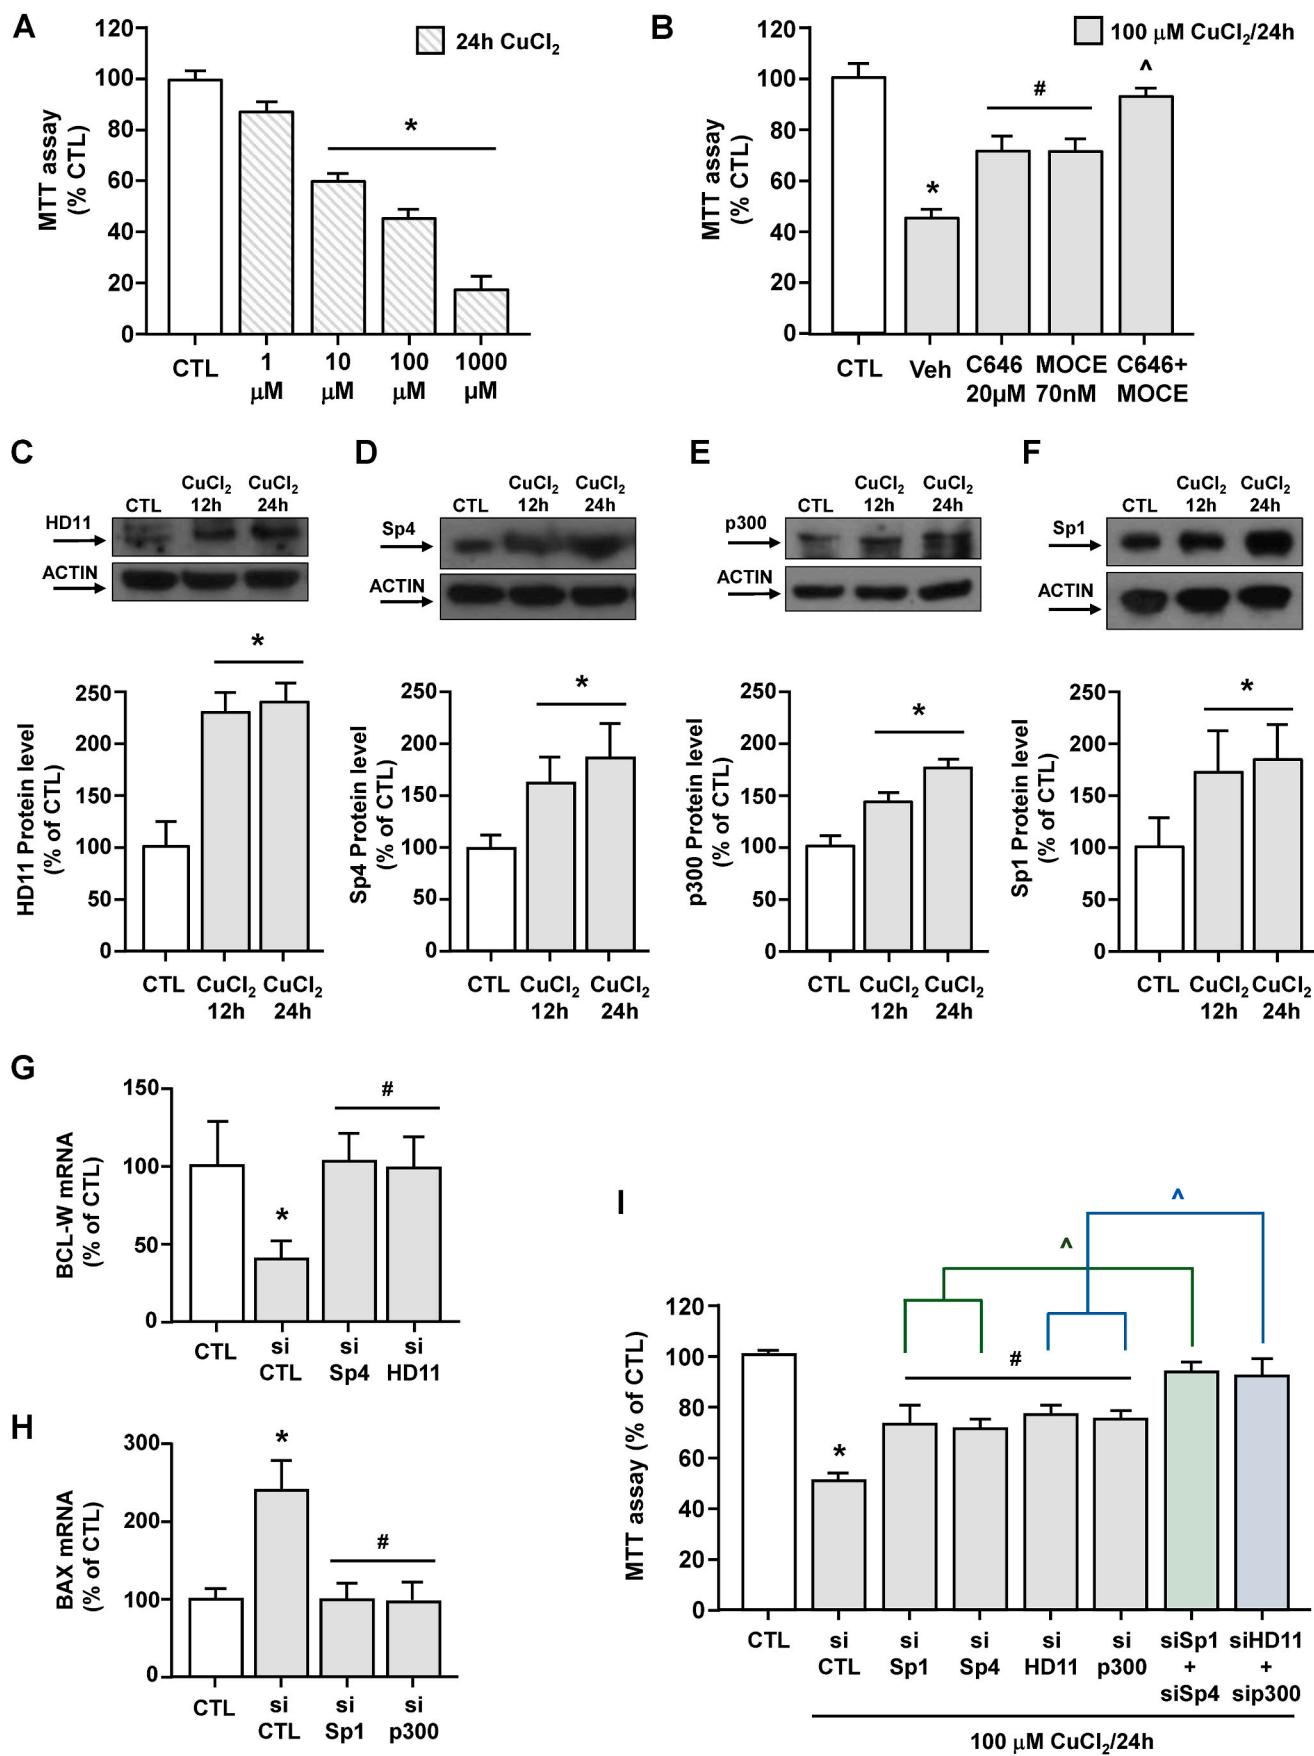 A
24h CuCl₂
MTT assay
(% CTL)
120
100
80
60
40
20
0
*
CTL
1
µM
10
µM
100
µM
1000
µM
B
100 µM CuCl₂/24h
MTT assay
(% CTL)
120
100
80
60
40
20
0
*
#
^
CTL
Veh
C646
20µM
MOCE
70nM
C646+
MOCE
C
CTL
CuCl₂
12h
CuCl₂
24h
HD11
ACTIN
HD11 Protein level
(% of CTL)
250
200
150
100
50
0
*
CTL
CuCl₂
12h
CuCl₂
24h
D
CTL
CuCl₂
12h
CuCl₂
24h
Sp4
ACTIN
Sp4 Protein level
(% of CTL)
250
200
150
100
50
0
*
CTL
CuCl₂
12h
CuCl₂
24h
E
CTL
CuCl₂
12h
CuCl₂
24h
p300
ACTIN
p300 Protein level
(% of CTL)
250
200
150
100
50
0
*
CTL
CuCl₂
12h
CuCl₂
24h
F
CTL
CuCl₂
12h
CuCl₂
24h
Sp1
ACTIN
Sp1 Protein level
(% of CTL)
250
200
150
100
50
0
*
CTL
CuCl₂
12h
CuCl₂
24h
G
BCL-W mRNA
(% of CTL)
150
100
50
0
*
#
CTL
si
CTL
si
Sp4
si
HD11
H
BAX mRNA
(% of CTL)
300
200
100
0
*
#
CTL
si
CTL
si
Sp1
si
p300
I
MTT assay (% of CTL)
120
100
80
60
40
20
0
*
#
^
^
CTL
si
CTL
si
Sp1
si
Sp4
si
HD11
si
p300
siSp1
+
siSp4
siHD11
+
sip300
100 µM CuCl₂/24h